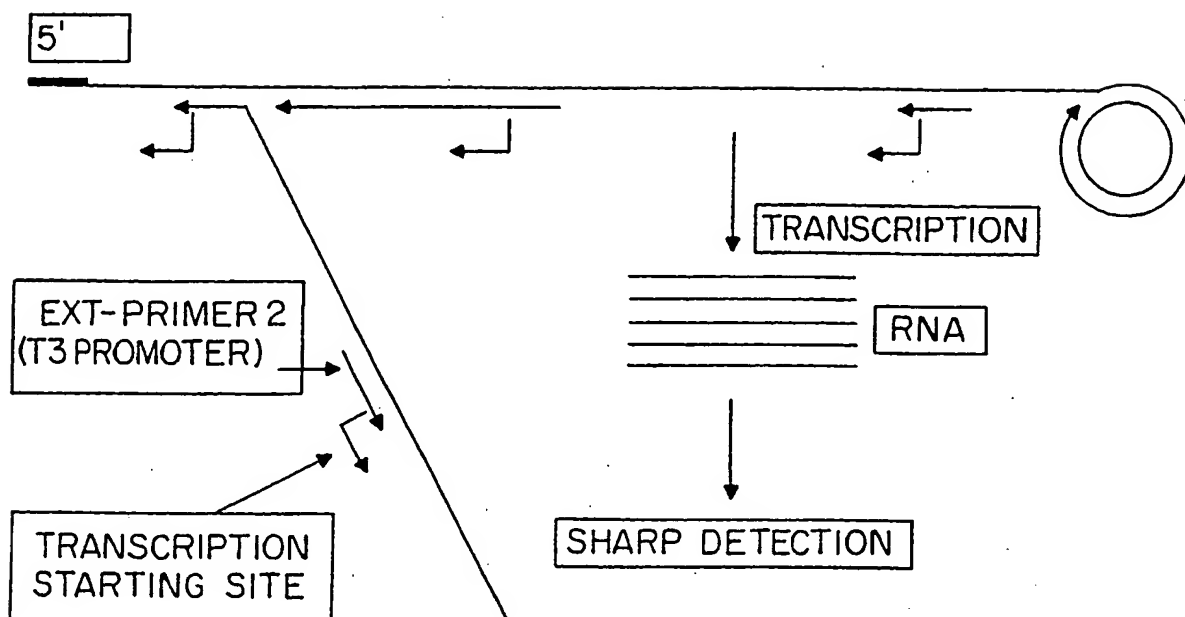 5'
TRANSCRIPTION
EXT-PRIMER 2
(T3 PROMOTER)
RNA
TRANSCRIPTION
STARTING SITE
SHARP DETECTION